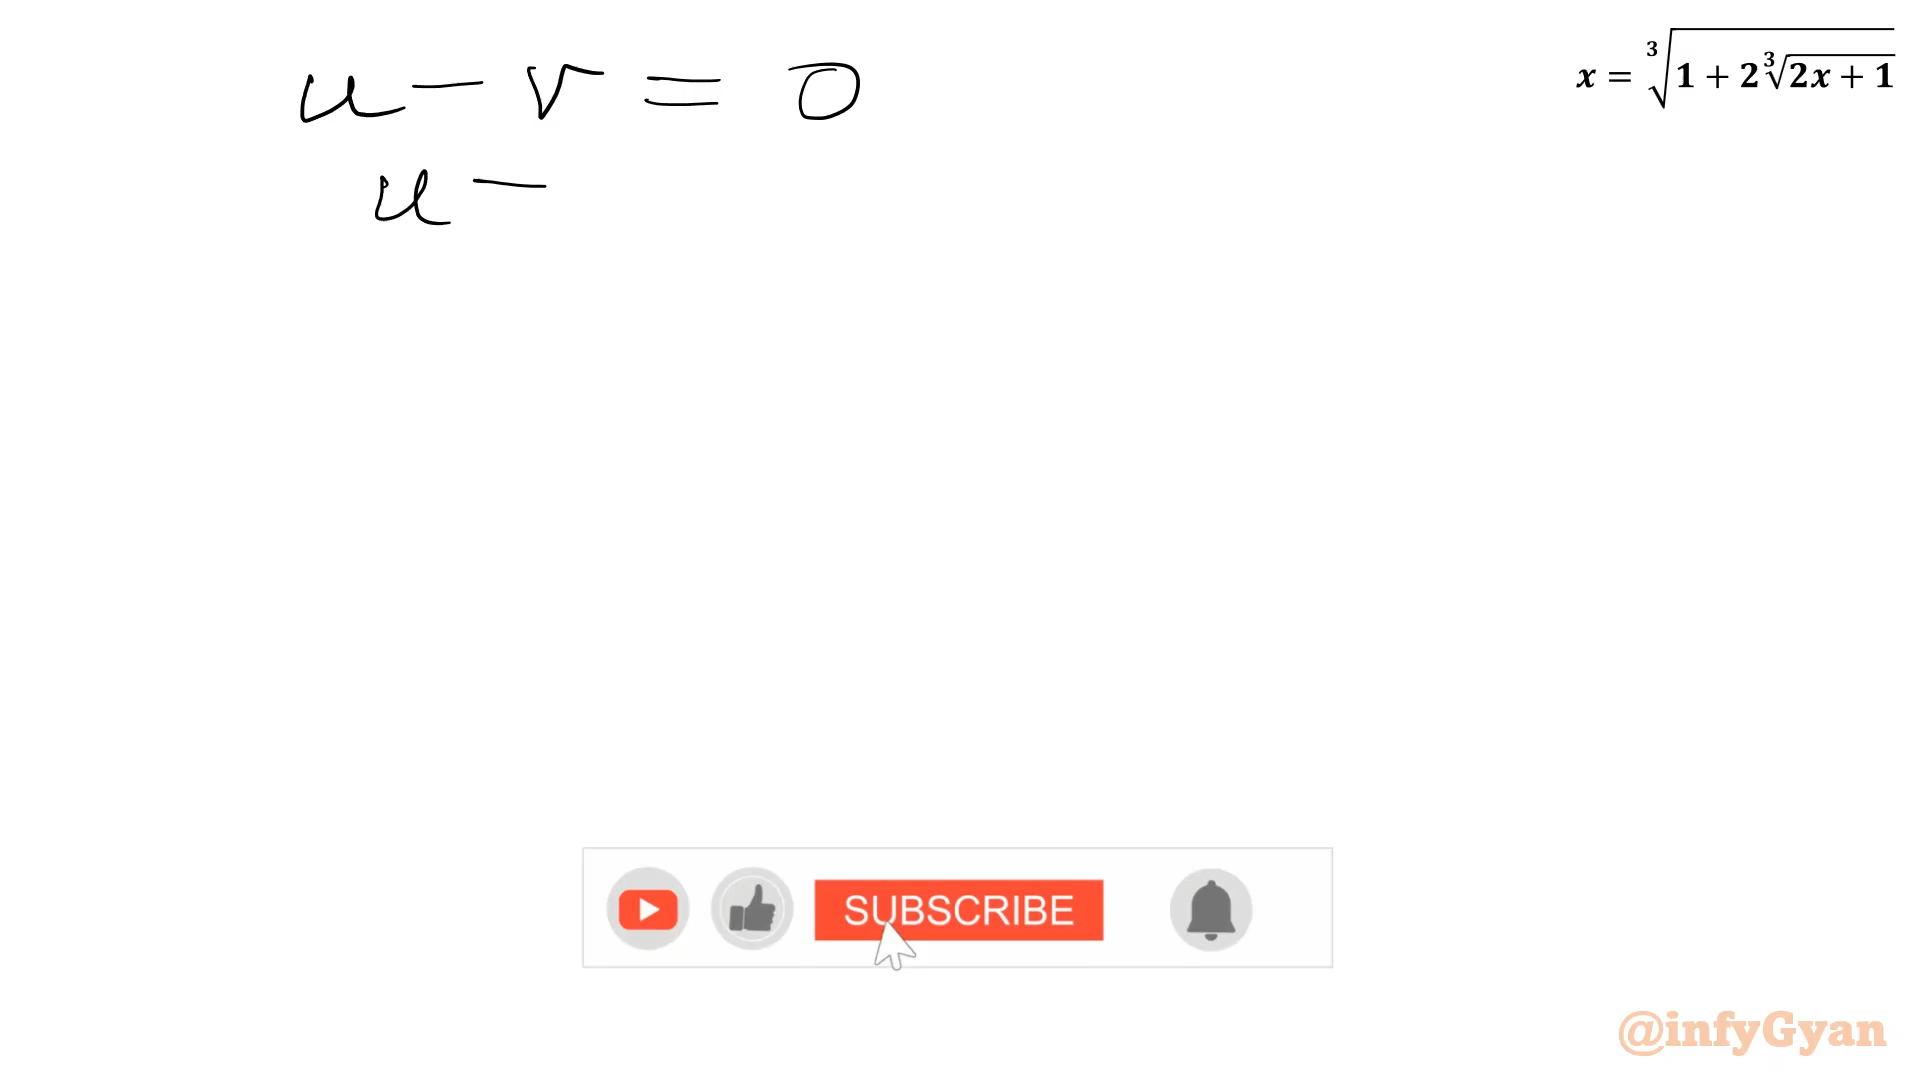 u - v = 0
x = ∛(1 + 2∛(2x + 1))
u -
SUBSCRIBE
@infyGyan